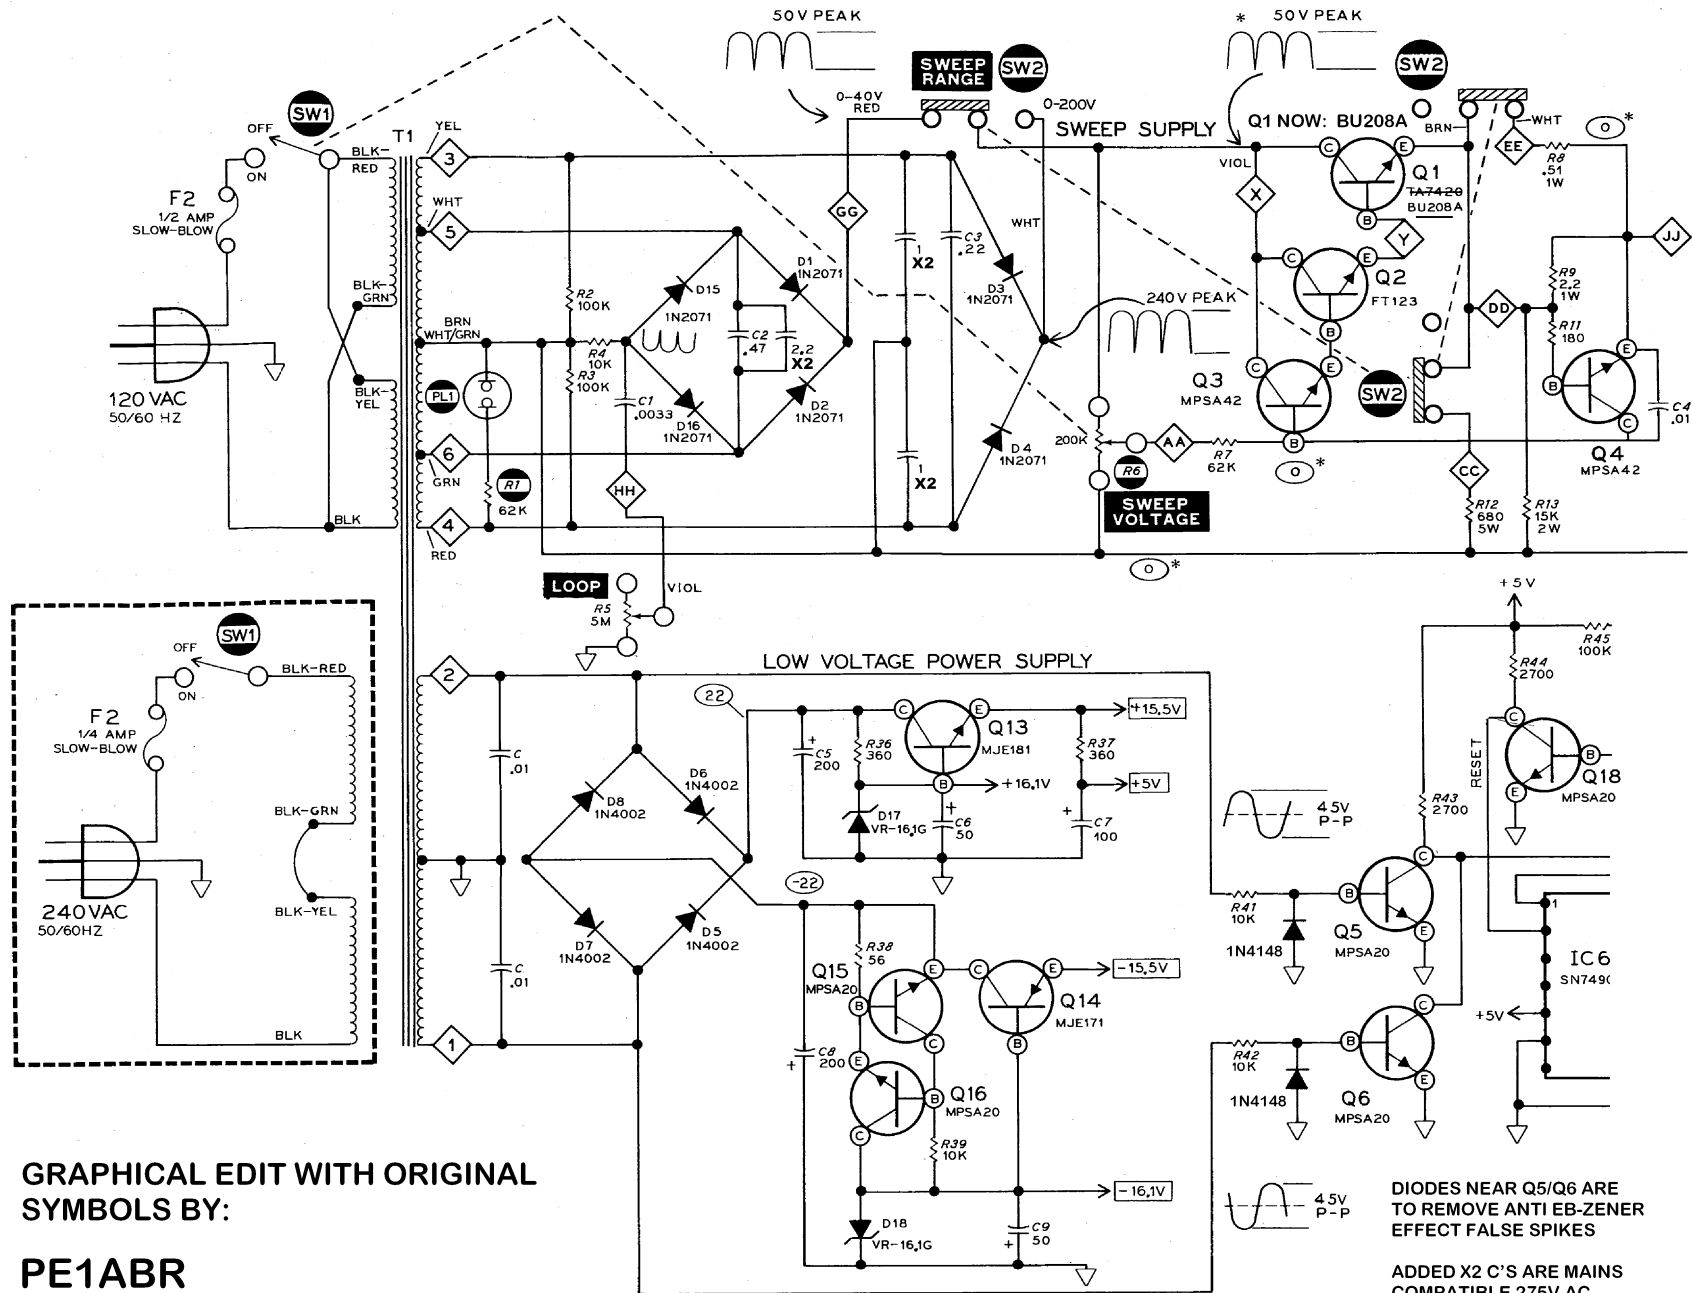 50V PEAK
* 50V PEAK
SWEEP
RANGE
SW2
SW2
0-40V
RED
0-200V
SWEEP SUPPLY
Q1 NOW: BU208A
BRN
WHT
EE
O*
SW1
OFF
ON
BLK-
RED
T1
YEL
3
WHT
5
F2
1/2 AMP
SLOW-BLOW
BLK-
GRN
BRN
WHT/GRN
BLK-
YEL
120 VAC
50/60 HZ
PL1
6
GRN
R1
62K
BLK
4
RED
R2
100K
R4
10K
R3
100K
C1
.0033
HH
D15
1N2071
D1
1N2071
C2
.47
2.2
X2
D16
1N2071
D2
1N2071
GG
1
X2
C3
.22
1
X2
WHT
D3
1N2071
D4
1N2071
240V PEAK
VIOL
X
C
E
Q1
TA7420
BU208A
B
Y
C
E
Q2
FT123
B
C
E
Q3
MPSA42
B
O*
200K
R6
AA
R7
62K
SWEEP
VOLTAGE
O*
SW2
R8
.51
1W
JJ
DD
R9
2.2
1W
R11
180
E
B
C
C4
.01
Q4
MPSA42
CC
R12
680
5W
R13
15K
2W
LOOP
R5
5M
VIOL
SW1
OFF
ON
BLK-RED
F2
1/4 AMP
SLOW-BLOW
BLK-GRN
240VAC
50/60HZ
BLK-YEL
BLK
LOW VOLTAGE POWER SUPPLY
2
C
.01
C
.01
1
D8
1N4002
D6
1N4002
D7
1N4002
D5
1N4002
22
-22
+
C5
200
R36
360
C
E
Q13
MJE181
B
+16.1V
D17
VR-16.1G
+
C6
50
R37
360
+15.5V
+5V
+
C7
100
R38
56
Q15
MPSA20
E
B
C
C
E
Q14
MJE171
B
-15.5V
C8
200
+
E
B
C
Q16
MPSA20
R39
10K
-16.1V
D18
VR-16.1G
C9
50
+
+5V
R45
100K
R44
2700
C
RESET
B
E
Q18
MPSA20
R43
2700
45V
P-P
R41
10K
1N4148
C
B
E
Q5
MPSA20
1
IC6
SN7490
+5V
R42
10K
1N4148
C
B
E
Q6
MPSA20
45V
P-P
GRAPHICAL EDIT WITH ORIGINAL
SYMBOLS BY:
PE1ABR
DIODES NEAR Q5/Q6 ARE
TO REMOVE ANTI EB-ZENER
EFFECT FALSE SPIKES
ADDED X2 C'S ARE MAINS
COMPATIBLE 275V AC